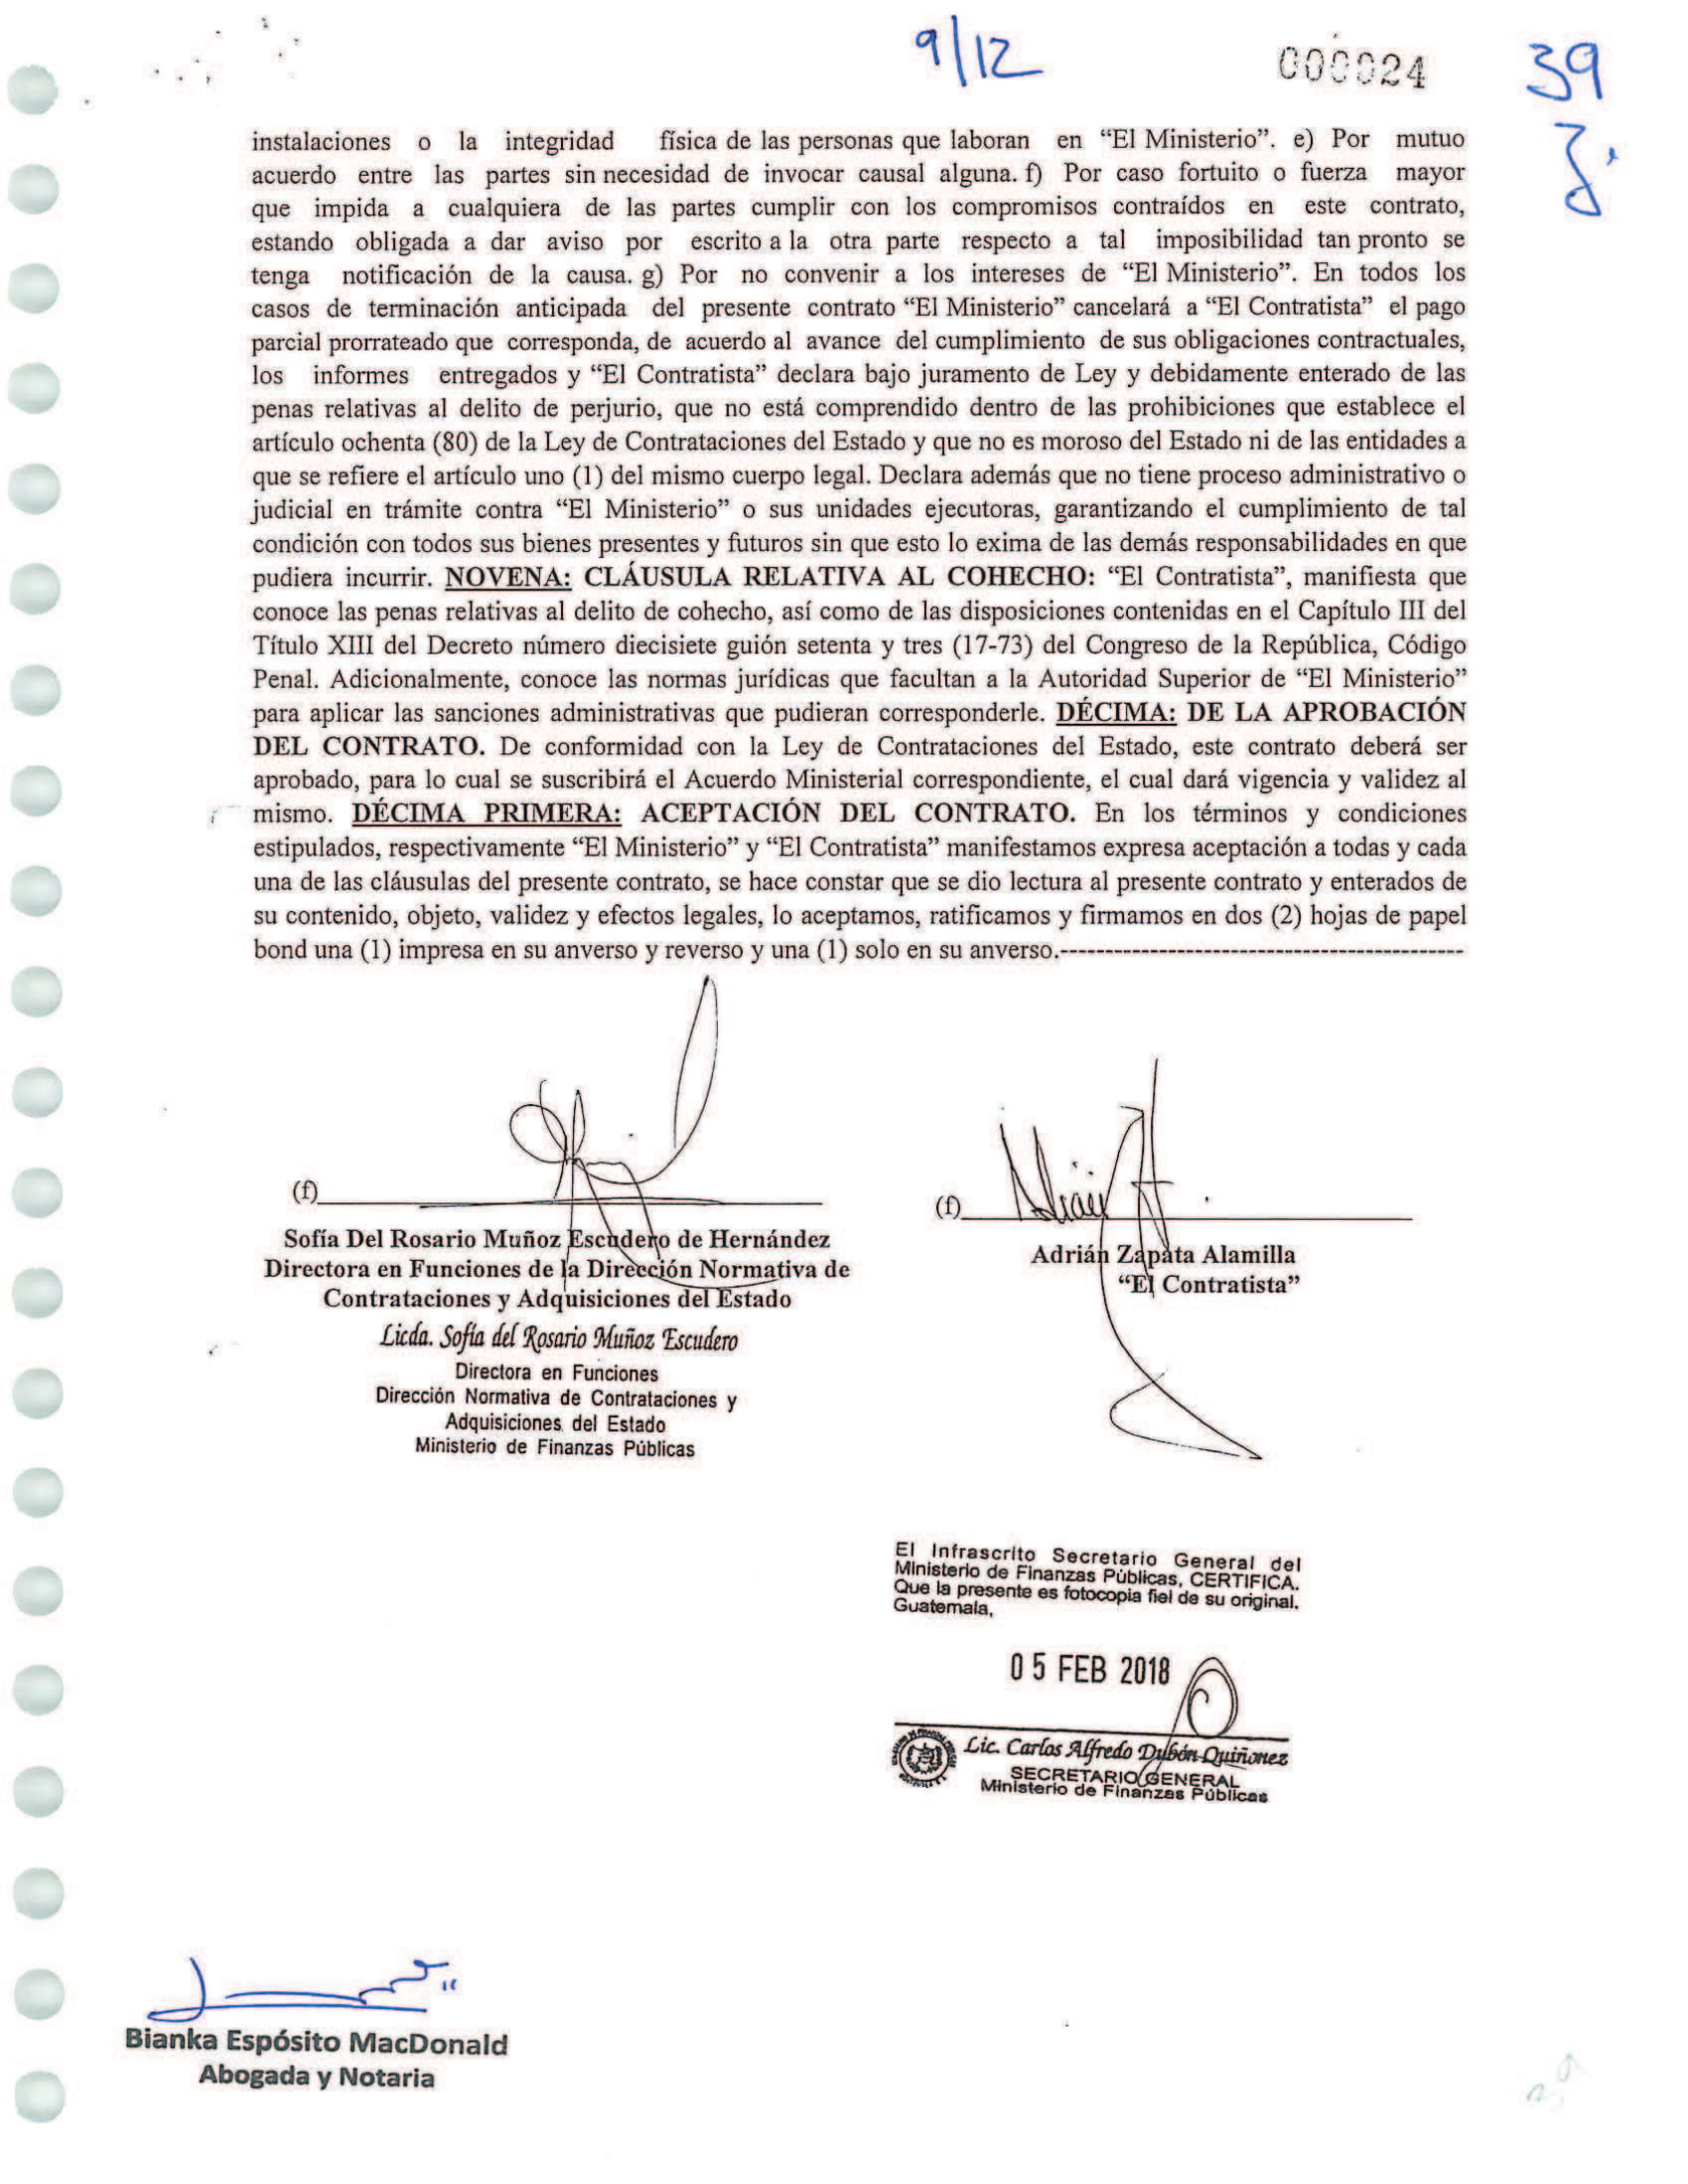 9/12
000024
39
instalaciones o la integridad física de las personas que laboran en “El Ministerio”. e) Por mutuo
acuerdo entre las partes sin necesidad de invocar causal alguna. f) Por caso fortuito o fuerza mayor
que impida a cualquiera de las partes cumplir con los compromisos contraídos en este contrato,
estando obligada a dar aviso por escrito a la otra parte respecto a tal imposibilidad tan pronto se
tenga notificación de la causa. g) Por no convenir a los intereses de “El Ministerio”. En todos los
casos de terminación anticipada del presente contrato “El Ministerio” cancelará a “El Contratista” el pago
parcial prorrateado que corresponda, de acuerdo al avance del cumplimiento de sus obligaciones contractuales,
los informes entregados y “El Contratista” declara bajo juramento de Ley y debidamente enterado de las
penas relativas al delito de perjurio, que no está comprendido dentro de las prohibiciones que establece el
artículo ochenta (80) de la Ley de Contrataciones del Estado y que no es moroso del Estado ni de las entidades a
que se refiere el artículo uno (1) del mismo cuerpo legal. Declara además que no tiene proceso administrativo o
judicial en trámite contra “El Ministerio” o sus unidades ejecutoras, garantizando el cumplimiento de tal
condición con todos sus bienes presentes y futuros sin que esto lo exima de las demás responsabilidades en que
pudiera incurrir. NOVENA: CLÁUSULA RELATIVA AL COHECHO: “El Contratista”, manifiesta que
conoce las penas relativas al delito de cohecho, así como de las disposiciones contenidas en el Capítulo III del
Título XIII del Decreto número diecisiete guión setenta y tres (17-73) del Congreso de la República, Código
Penal. Adicionalmente, conoce las normas jurídicas que facultan a la Autoridad Superior de “El Ministerio”
para aplicar las sanciones administrativas que pudieran corresponderle. DÉCIMA: DE LA APROBACIÓN
DEL CONTRATO. De conformidad con la Ley de Contrataciones del Estado, este contrato deberá ser
aprobado, para lo cual se suscribirá el Acuerdo Ministerial correspondiente, el cual dará vigencia y validez al
mismo. DÉCIMA PRIMERA: ACEPTACIÓN DEL CONTRATO. En los términos y condiciones
estipulados, respectivamente “El Ministerio” y “El Contratista” manifestamos expresa aceptación a todas y cada
una de las cláusulas del presente contrato, se hace constar que se dio lectura al presente contrato y enterados de
su contenido, objeto, validez y efectos legales, lo aceptamos, ratificamos y firmamos en dos (2) hojas de papel
bond una (1) impresa en su anverso y reverso y una (1) solo en su anverso.---------------------------------------------
(f)
Sofía Del Rosario Muñoz Escudero de Hernández
Directora en Funciones de la Dirección Normativa de
Contrataciones y Adquisiciones del Estado
Licda. Sofía del Rosario Muñoz Escudero
Directora en Funciones
Dirección Normativa de Contrataciones y
Adquisiciones del Estado
Ministerio de Finanzas Públicas
(f)
Adrián Zapata Alamilla
“El Contratista”
El Infrascrito Secretario General del
Ministerio de Finanzas Públicas, CERTIFICA.
Que la presente es fotocopia fiel de su original.
Guatemala,
05 FEB 2018
Lic. Carlos Alfredo Dubón Quiñonez
SECRETARIO GENERAL
Ministerio de Finanzas Públicas
Bianka Espósito MacDonald
Abogada y Notaria